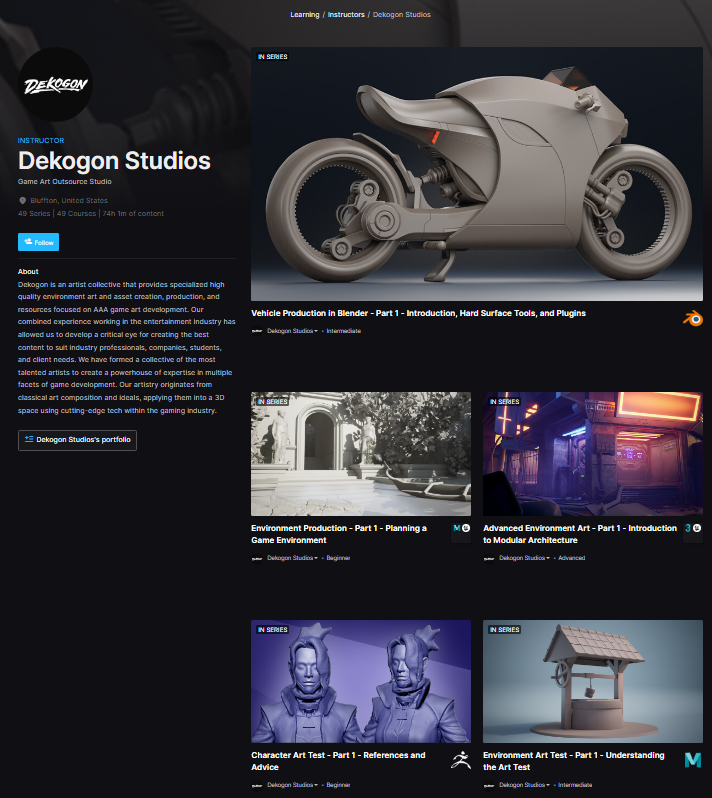 Learning / Instructors / Dekogon Studios
DEKOGON
INSTRUCTOR
Dekogon Studios
Game Art Outsource Studio
Bluffton, United States
49 Series | 49 Courses | 74h 1m of content
Follow
About
Dekogon is an artist collective that provides specialized high
quality environment art and asset creation, production, and
resources focused on AAA game art development. Our
combined experience working in the entertainment industry has
allowed us to develop a critical eye for creating the best
content to suit industry professionals, companies, students,
and client needs. We have formed a collective of the most
talented artists to create a powerhouse of expertise in multiple
facets of game development. Our artistry originates from
classical art composition and ideals, applying them into a 3D
space using cutting-edge tech within the gaming industry.
Dekogon Studios's portfolio
IN SERIES
Vehicle Production in Blender - Part 1 - Introduction, Hard Surface Tools, and Plugins
Dekogon Studios • Intermediate
IN SERIES
Environment Production - Part 1 - Planning a
Game Environment
Dekogon Studios • Beginner
IN SERIES
Advanced Environment Art - Part 1 - Introduction
to Modular Architecture
Dekogon Studios • Advanced
IN SERIES
Character Art Test - Part 1 - References and
Advice
Dekogon Studios • Beginner
IN SERIES
Environment Art Test - Part 1 - Understanding
the Art Test
Dekogon Studios • Intermediate